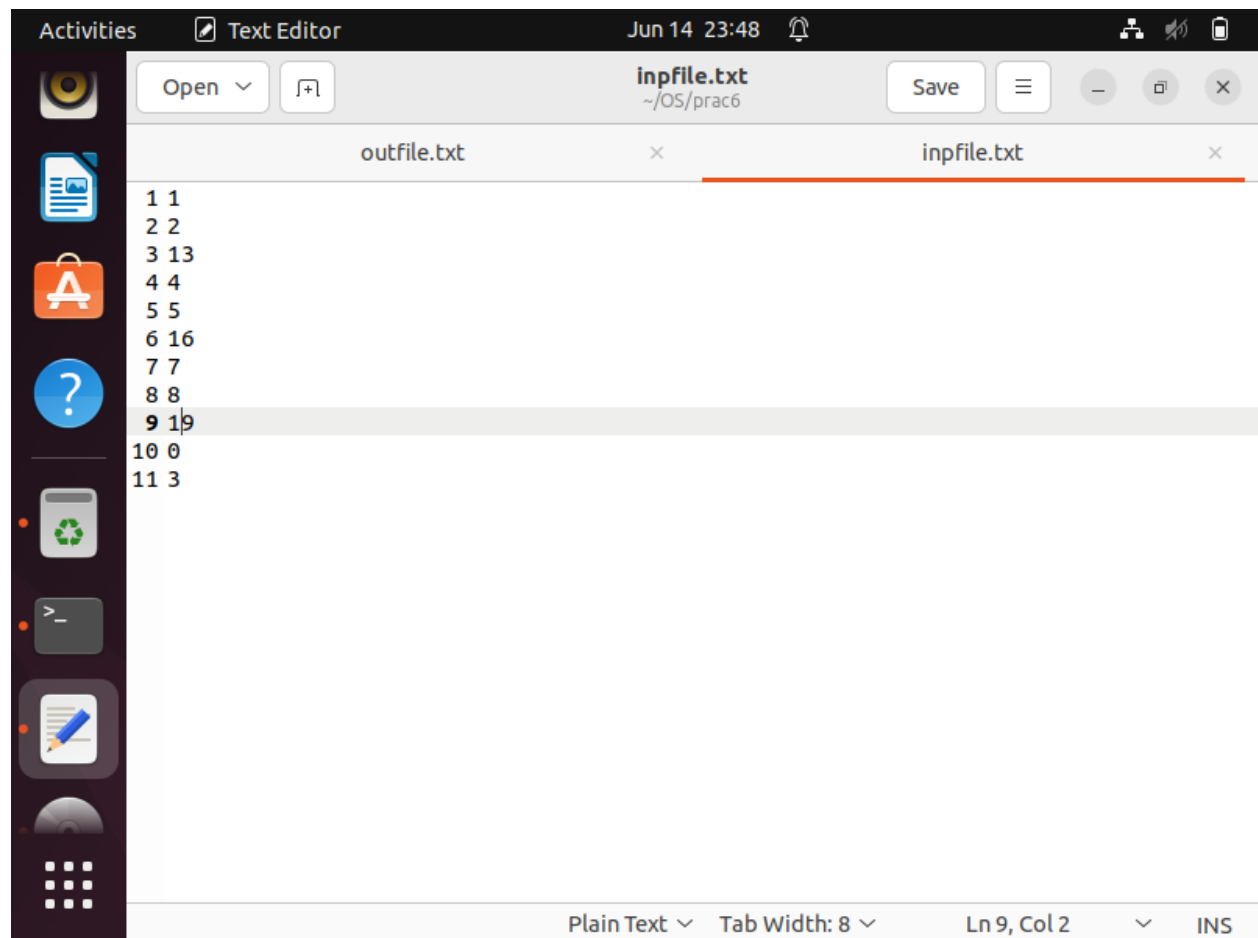 Activities Text Editor Jun 14 23:48
Open inpfile.txt Save
~/OS/prac6
outfile.txt inpfile.txt
1 1
2 2
3 13
4 4
5 5
6 16
7 7
8 8
9 19
10 0
11 3
Plain Text Tab Width: 8 Ln 9, Col 2 INS